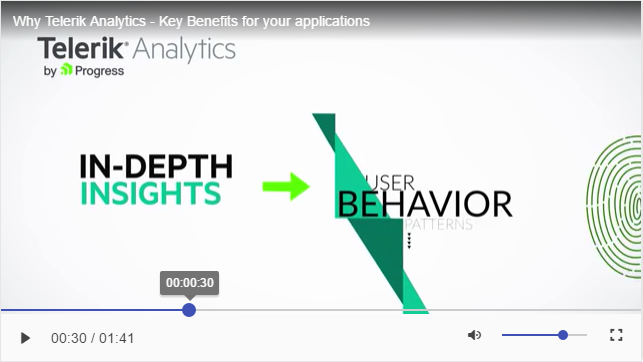 Why Telerik Analytics - Key Benefits for your applications
Telerik® Analytics
by Progress
IN-DEPTH
INSIGHTS
USER
BEHAVIOR
PATTERNS
00:00:30
00:30 / 01:41